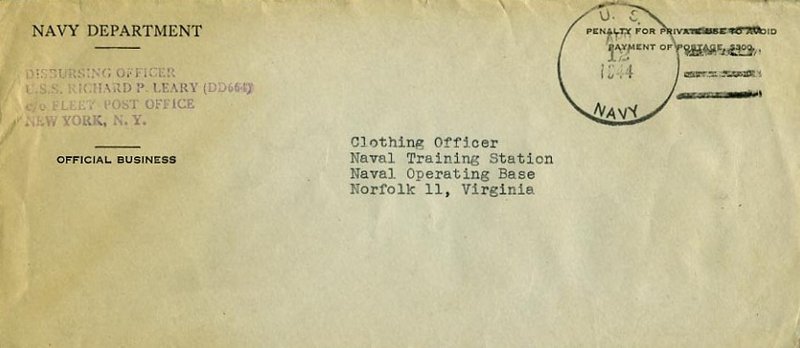 NAVY DEPARTMENT
DISBURSING OFFICER
U.S.S. RICHARD P. LEARY (DD664)
c/o FLEET POST OFFICE
NEW YORK, N. Y.
OFFICIAL BUSINESS
U. S.
APR
12
1944
NAVY
PENALTY FOR PRIVATE USE TO AVOID
PAYMENT OF POSTAGE, $300.
Clothing Officer
Naval Training Station
Naval Operating Base
Norfolk 11, Virginia